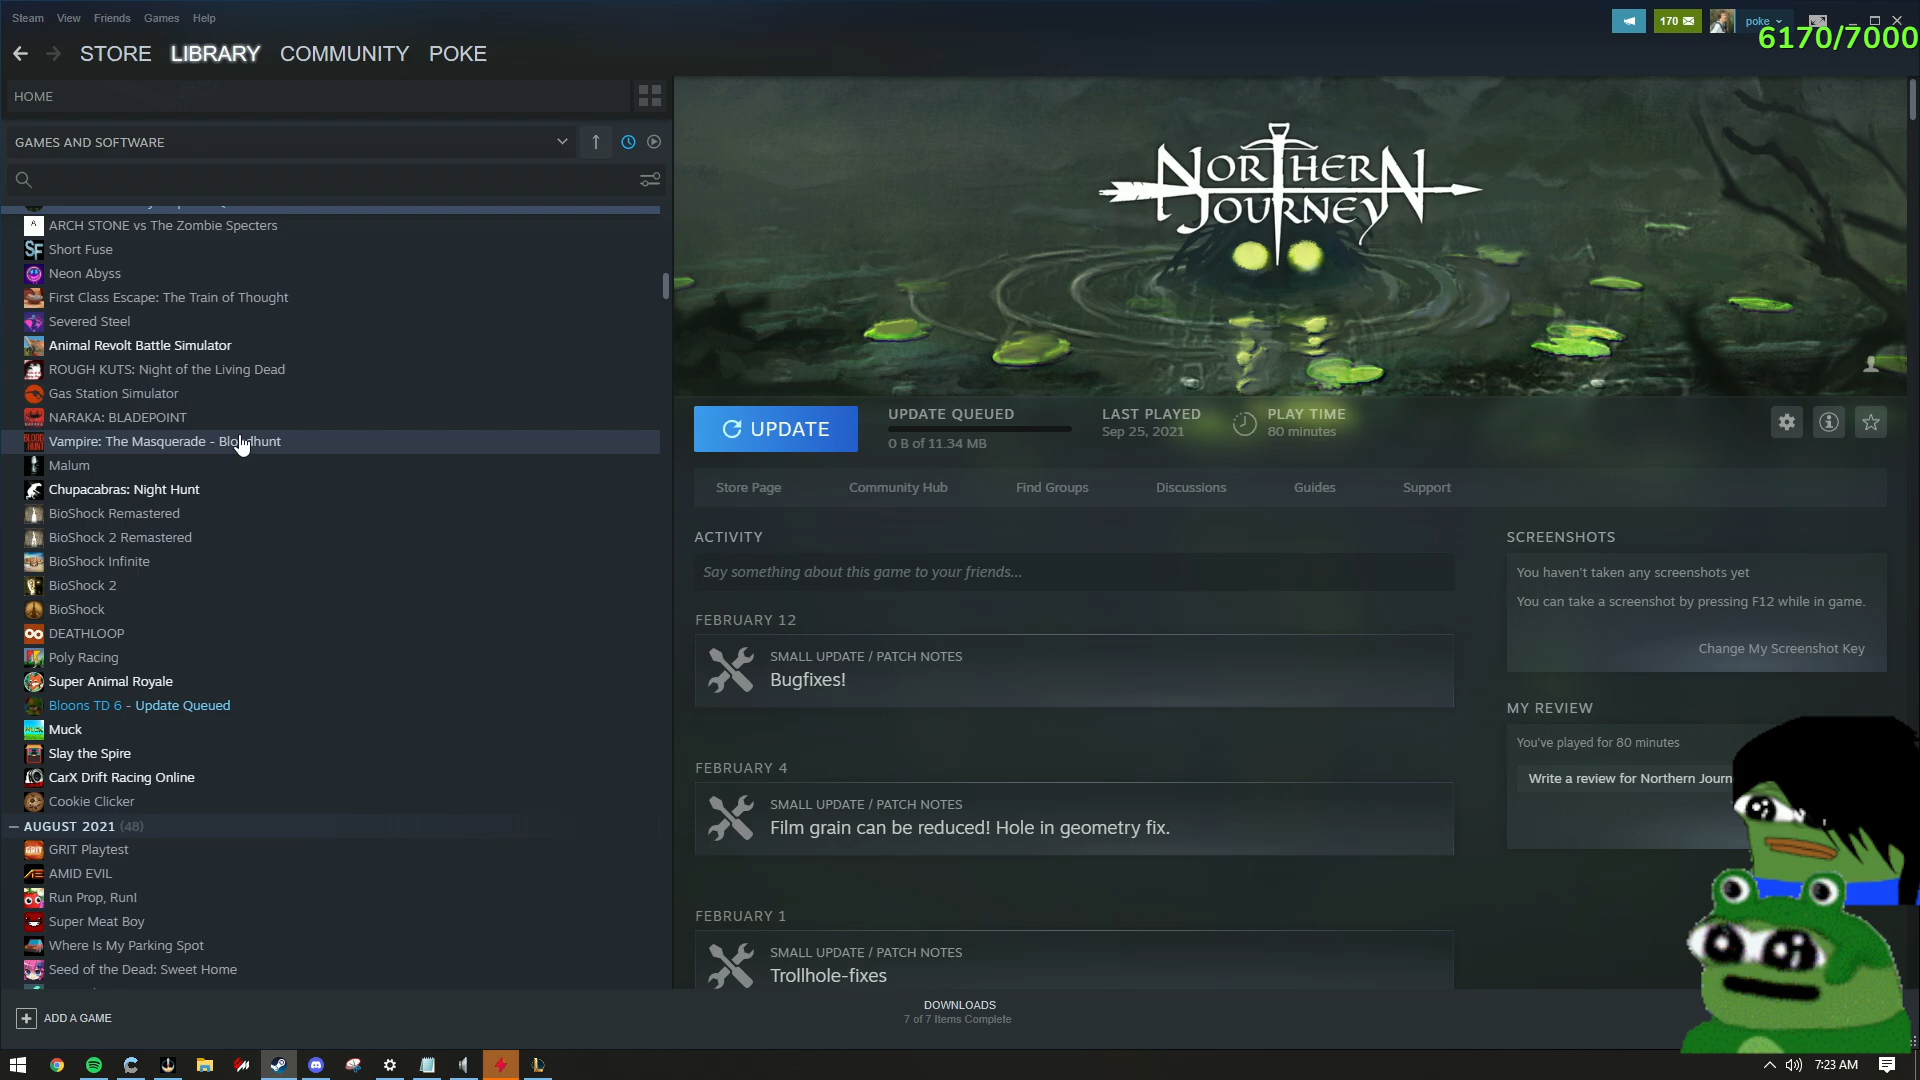 Steam View Friends Games Help
170
poke
6170/7000
STORE LIBRARY COMMUNITY POKE
HOME
GAMES AND SOFTWARE
ARCH STONE vs The Zombie Specters
Short Fuse
Neon Abyss
First Class Escape: The Train of Thought
Severed Steel
Animal Revolt Battle Simulator
ROUGH KUTS: Night of the Living Dead
Gas Station Simulator
NARAKA: BLADEPOINT
Vampire: The Masquerade - Bloodhunt
Malum
Chupacabras: Night Hunt
BioShock Remastered
BioShock 2 Remastered
BioShock Infinite
BioShock 2
BioShock
DEATHLOOP
Poly Racing
Super Animal Royale
Bloons TD 6 - Update Queued
Muck
Slay the Spire
CarX Drift Racing Online
Cookie Clicker
AUGUST 2021 (48)
GRIT Playtest
AMID EVIL
Run Prop, Run!
Super Meat Boy
Where Is My Parking Spot
Seed of the Dead: Sweet Home
ADD A GAME
NORTHERN
JOURNEY
UPDATE
UPDATE QUEUED
0 B of 11.34 MB
LAST PLAYED
Sep 25, 2021
PLAY TIME
80 minutes
Store Page Community Hub Find Groups Discussions Guides Support
ACTIVITY
Say something about this game to your friends...
FEBRUARY 12
SMALL UPDATE / PATCH NOTES
Bugfixes!
FEBRUARY 4
SMALL UPDATE / PATCH NOTES
Film grain can be reduced! Hole in geometry fix.
FEBRUARY 1
SMALL UPDATE / PATCH NOTES
Trollhole-fixes
SCREENSHOTS
You haven't taken any screenshots yet
You can take a screenshot by pressing F12 while in game.
Change My Screenshot Key
MY REVIEW
You've played for 80 minutes
Write a review for Northern Journ
DOWNLOADS
7 of 7 Items Complete
7:23 AM